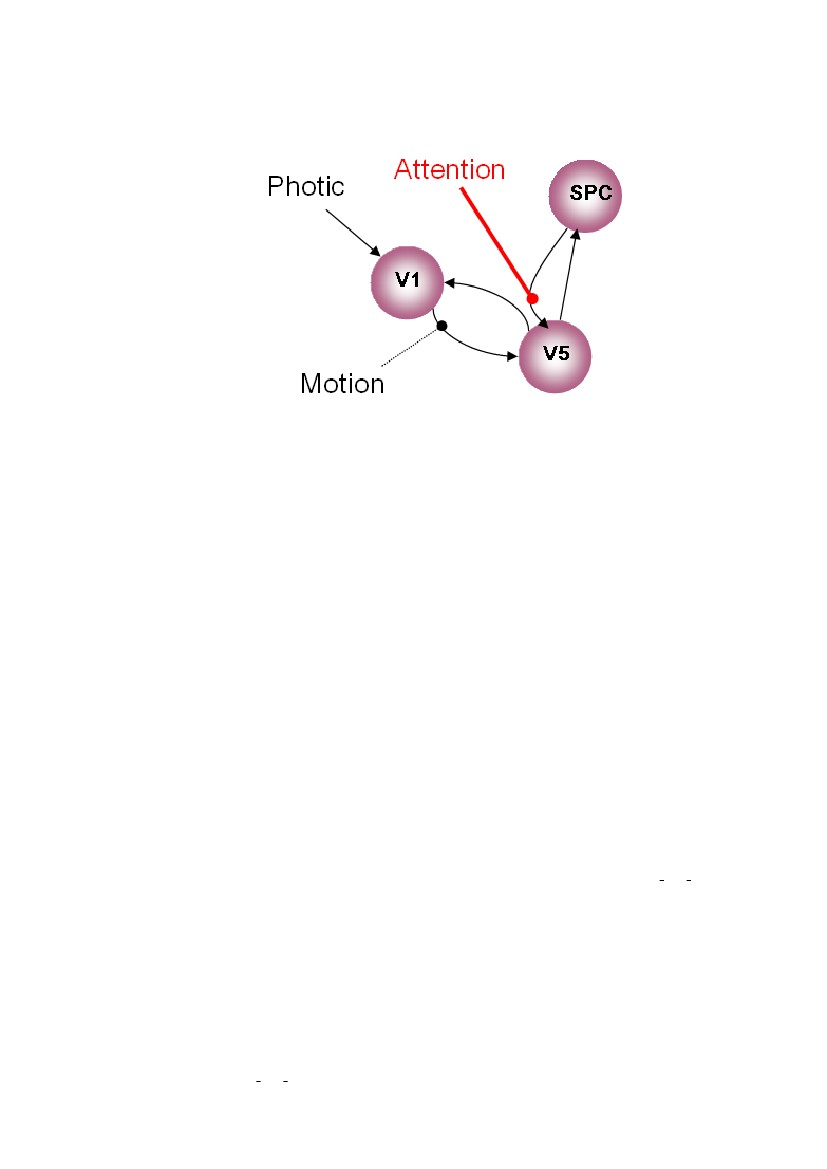 Attention
Photic
SPC
V1
V5
Motion
- -
- -